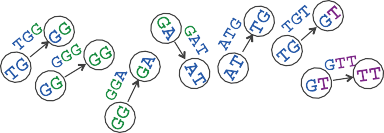 TG TGG GG
GG GGG GG
GG GGA GA
GA GAT AT
AT ATG TG
TG TGT GT
GT GTT TT